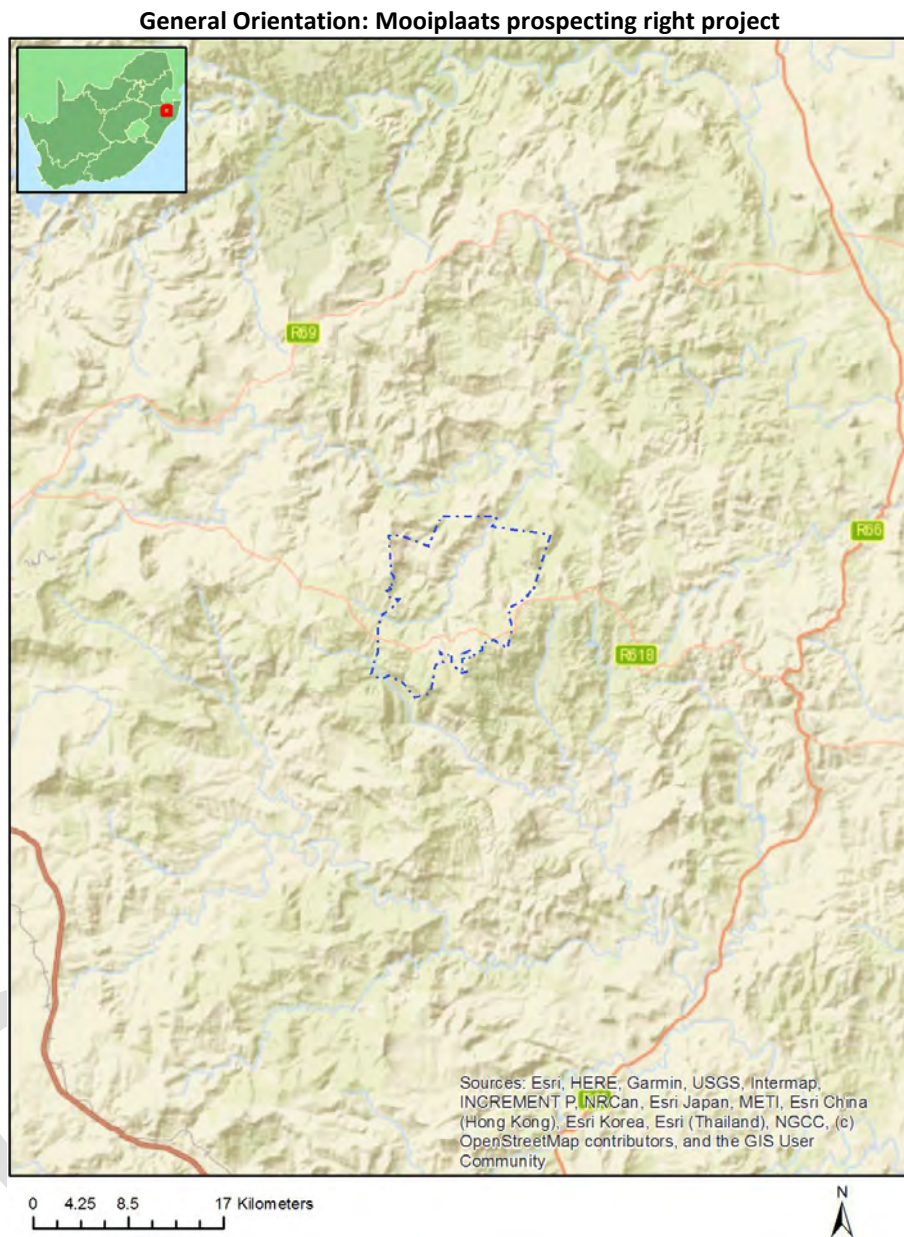 General Orientation: Mooiplaats prospecting right project
R69
R66
R618
Sources: Esri, HERE, Garmin, USGS, Intermap,
INCREMENT P, NRCan, Esri Japan, METI, Esri China
(Hong Kong), Esri Korea, Esri (Thailand), NGCC, (c)
OpenStreetMap contributors, and the GIS User
Community
0 4.25 8.5 17 Kilometers
N